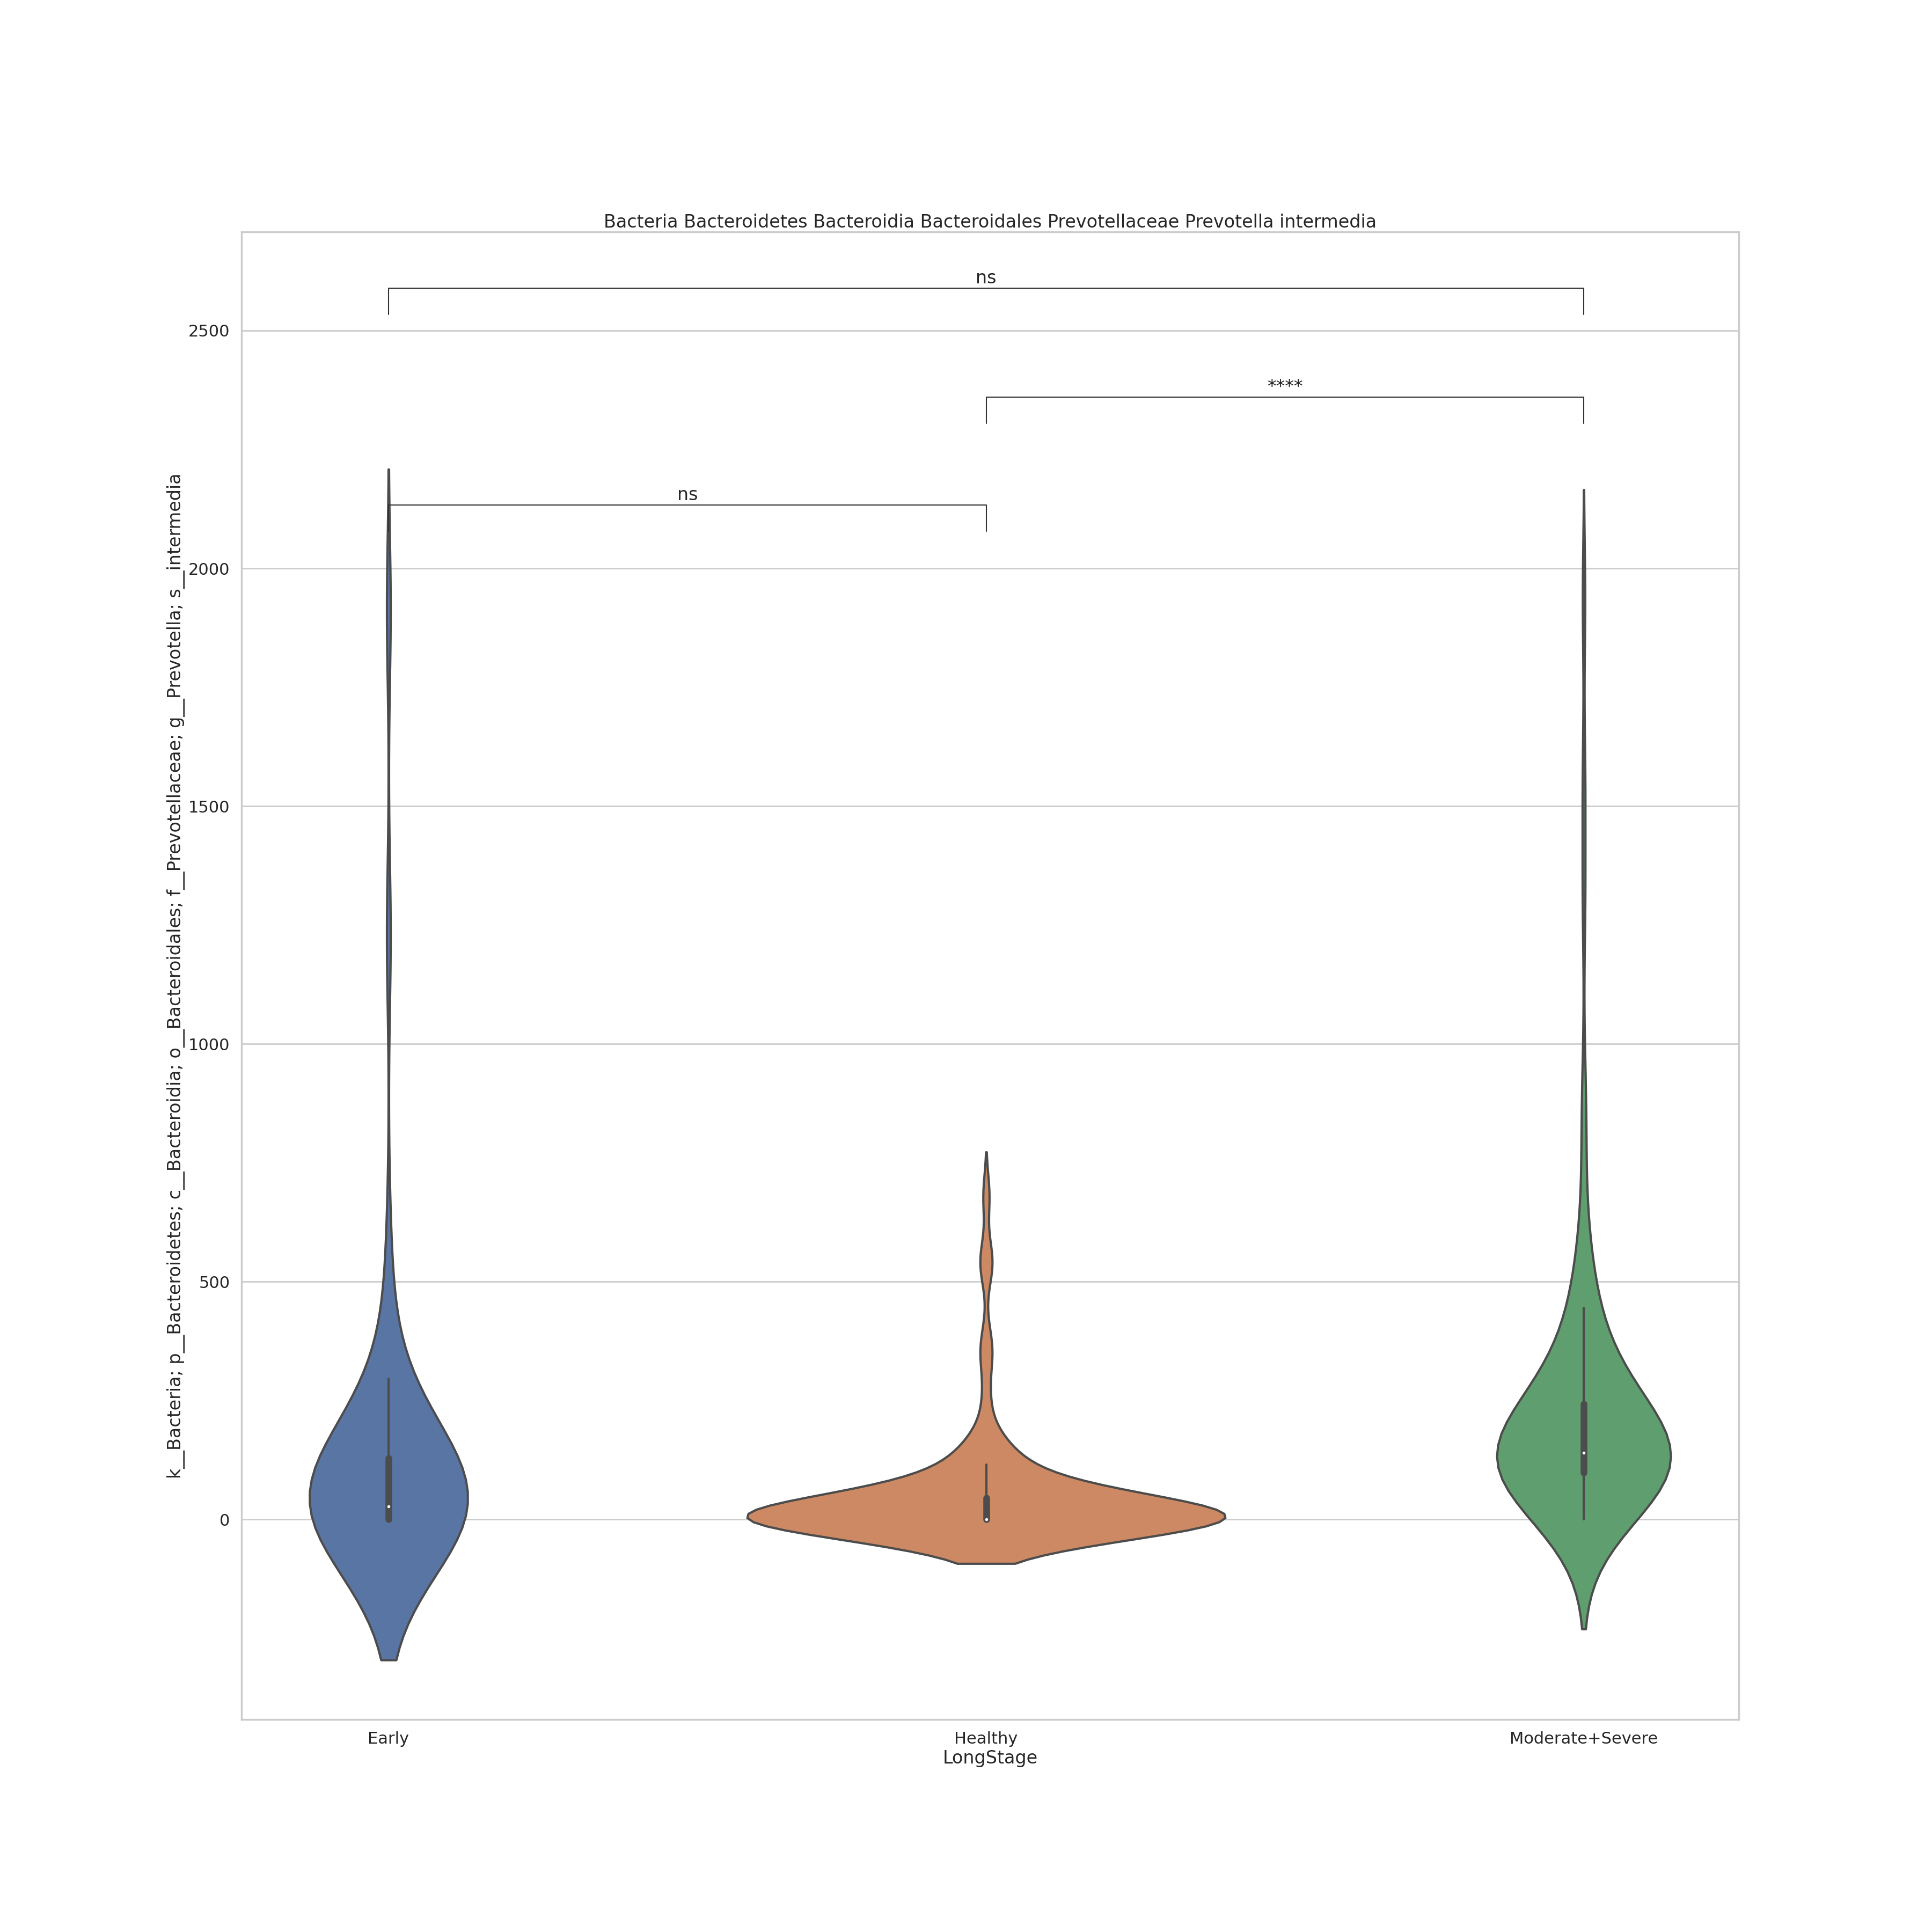 Bacteria Bacteroidetes Bacteroidia Bacteroidales Prevotellaceae Prevotella intermedia
ns
****
ns
2500
2000
1500
1000
500
0
k__Bacteria; p__Bacteroidetes; c__Bacteroidia; o__Bacteroidales; f__Prevotellaceae; g__Prevotella; s__intermedia
Early
Healthy
Moderate+Severe
LongStage